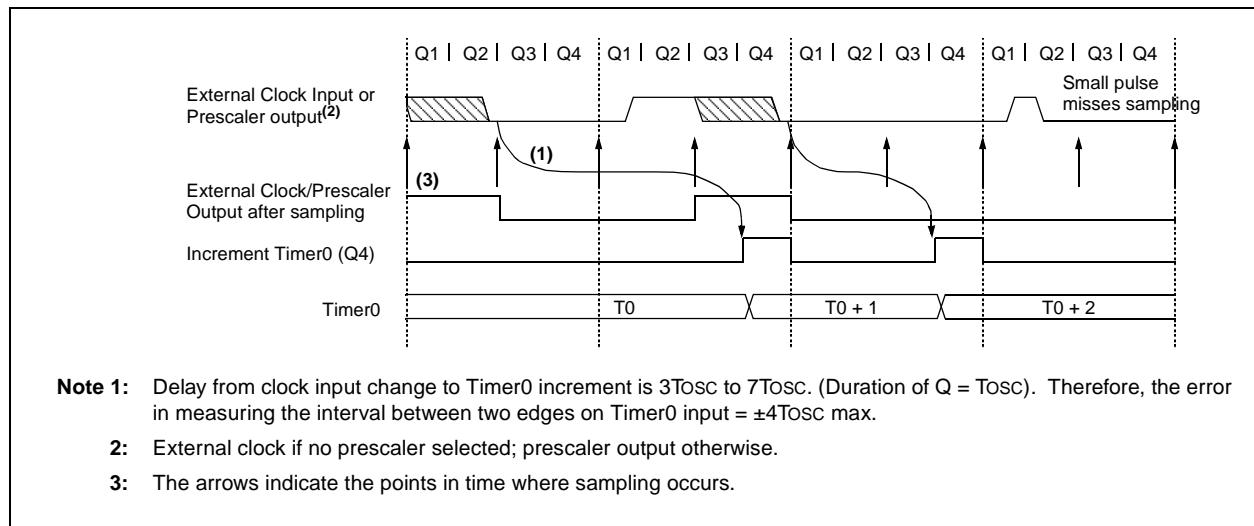 Q1 | Q2 | Q3 | Q4 Q1 | Q2 | Q3 | Q4 Q1 | Q2 | Q3 | Q4 Q1 | Q2 | Q3 | Q4
External Clock Input or
Prescaler output(2)
Small pulse
misses sampling
(1)
(3)
External Clock/Prescaler
Output after sampling
Increment Timer0 (Q4)
Timer0 T0 T0 + 1 T0 + 2
Note 1: Delay from clock input change to Timer0 increment is 3TOSC to 7TOSC. (Duration of Q = TOSC). Therefore, the error
in measuring the interval between two edges on Timer0 input = ±4TOSC max.
2: External clock if no prescaler selected; prescaler output otherwise.
3: The arrows indicate the points in time where sampling occurs.